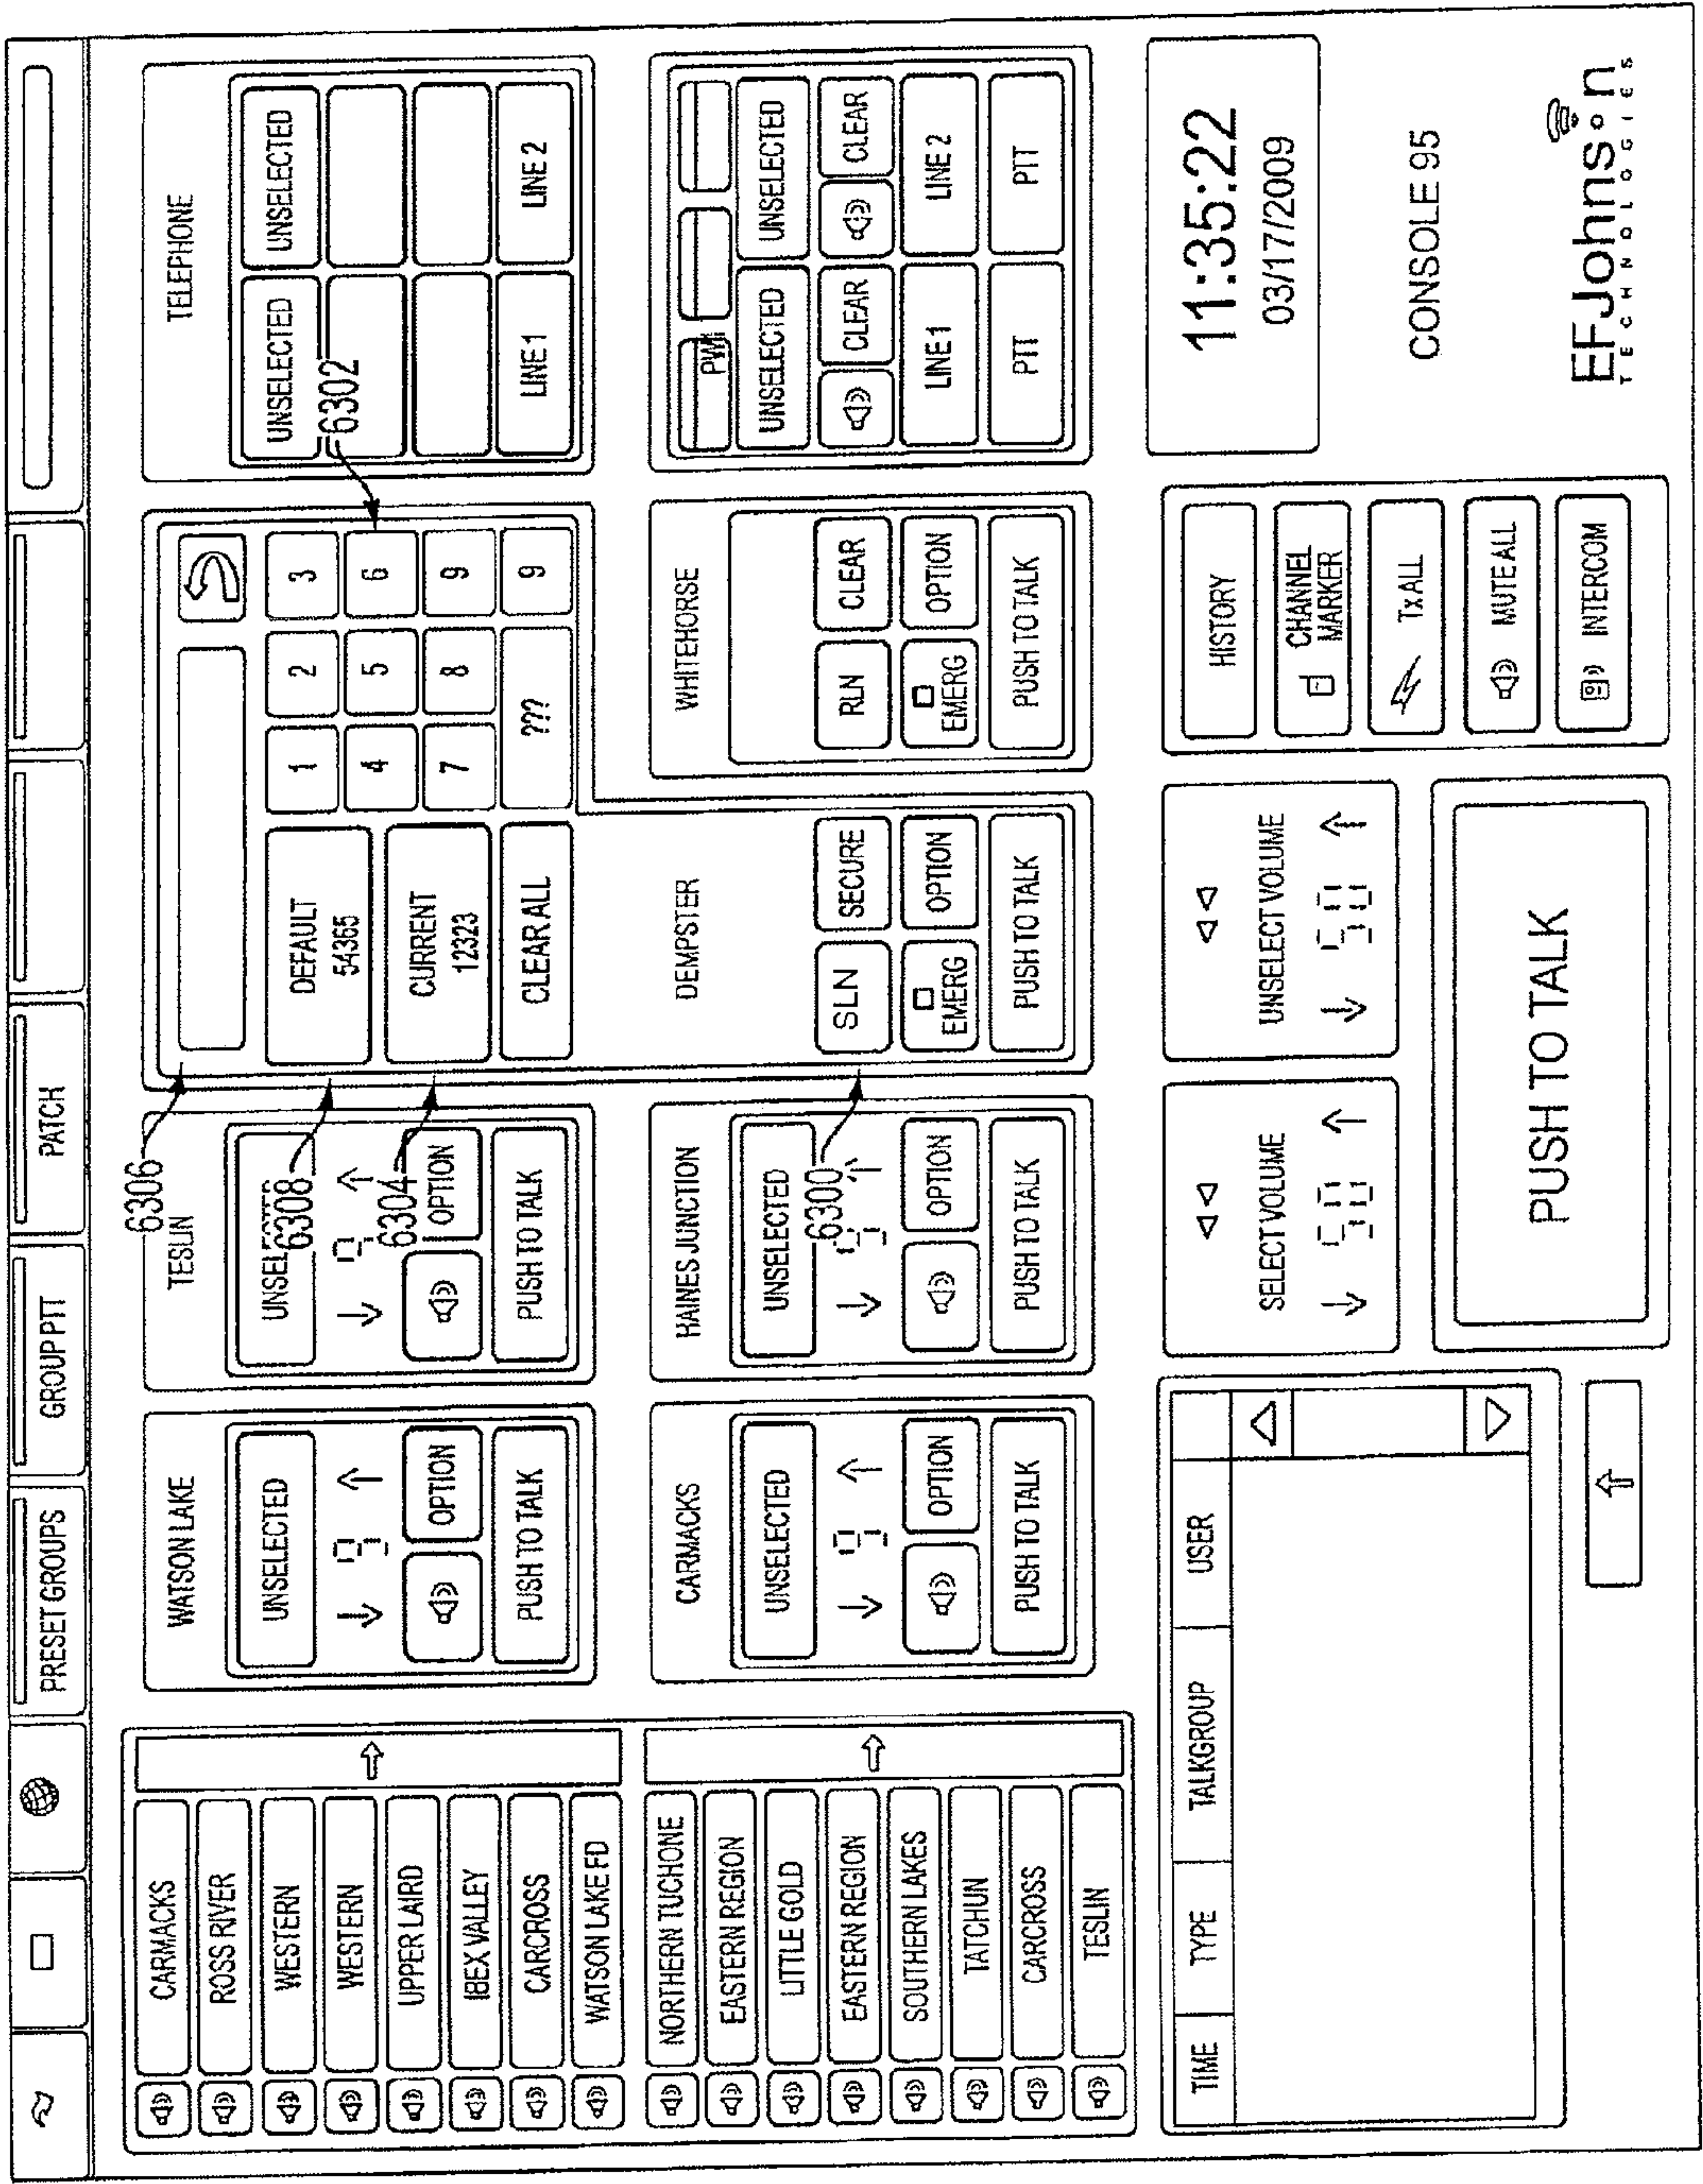 PRESET GROUPS
GROUP PTT
PATCH
CARMACKS
ROSS RIVER
WESTERN
WESTERN
UPPER LAIRD
IBEX VALLEY
CARCROSS
WATSON LAKE FD
NORTHERN TUCHONE
EASTERN REGION
LITTLE GOLD
EASTERN REGION
SOUTHERN LAKES
TATCHUN
CARCROSS
TESLIN
WATSON LAKE
UNSELECTED
0
OPTION
PUSH TO TALK
6306
TESLIN
6308
0
6304
OPTION
PUSH TO TALK
DEFAULT
54365
CURRENT
12323
CLEAR ALL
1 2 3
4 5 6
7 8 9
??? 9
6302
TELEPHONE
UNSELECTED UNSELECTED
LINE 1 LINE 2
CARMACKS
UNSELECTED
0
OPTION
PUSH TO TALK
HAINES JUNCTION
UNSELECTED
6300
OPTION
PUSH TO TALK
DEMPSTER
SLN SECURE
EMERG OPTION
PUSH TO TALK
WHITEHORSE
RLN CLEAR
EMERG OPTION
PUSH TO TALK
UNSELECTED UNSELECTED
CLEAR CLEAR
LINE 1 LINE 2
PTT PTT
TIME TYPE TALKGROUP USER
SELECT VOLUME
50
UNSELECT VOLUME
50
PUSH TO TALK
HISTORY
CHANNEL
MARKER
Tx ALL
MUTE ALL
INTERCOM
11:35:22
03/17/2009
CONSOLE 95
EFJohnson
TECHNOLOGIES